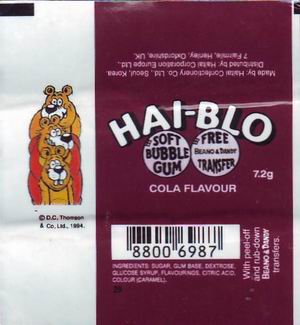 Made by: Haitai Confectionery Co., Ltd., Seoul, Korea.
Distributed by: Haitai Corporation Europe Ltd.,
7 Fairmile, Henley, Oxfordshire, UK.
HAI-BLO
SOFT
BUBBLE
GUM
FREE
BEANO & DANDY
TRANSFER
7.2g
COLA FLAVOUR
© D.C. Thomson
& Co., Ltd., 1994.
8800 6987
INGREDIENTS: SUGAR, GUM BASE, DEXTROSE,
GLUCOSE SYRUP, FLAVOURINGS, CITRIC ACID,
COLOUR (CARAMEL).
With peel-off
and rub-down
BEANO & DANDY
transfers.